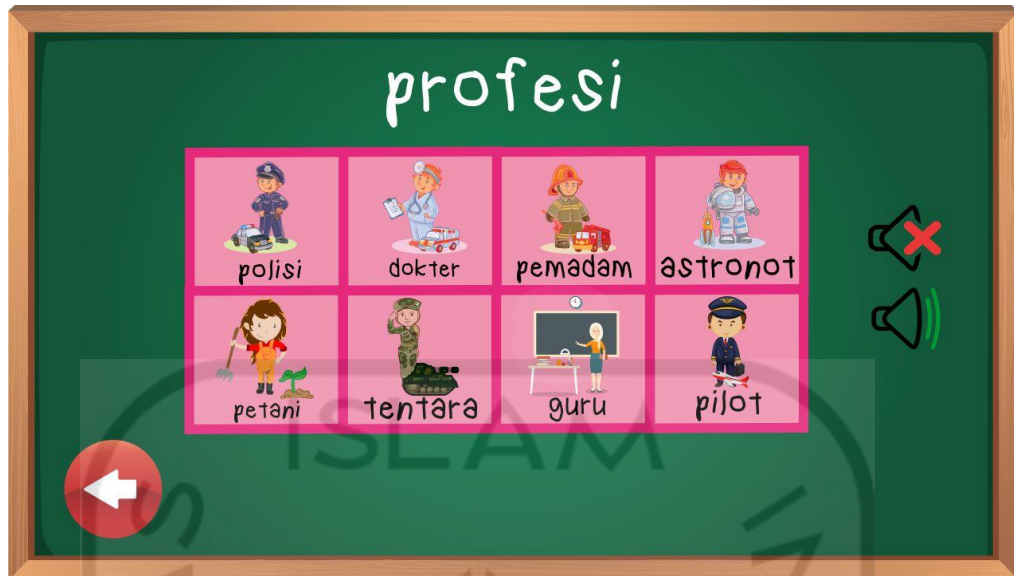 profesi
polisi dokter pemadam astronot
petani tentara guru pilot
ISLAM